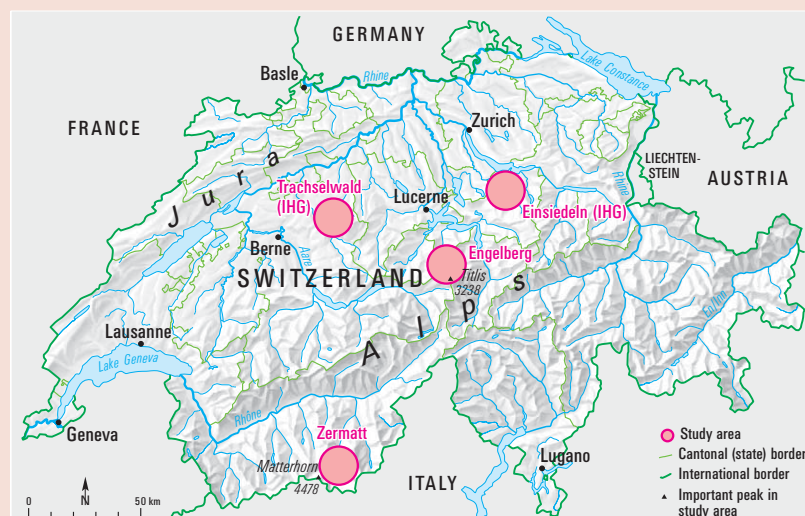 GERMANY
Lake Constance
Basle
Rhine
Zurich
FRANCE
LIECHTEN-
STEIN
AUSTRIA
Jura
Trachselwald
(IHG)
Lucerne
Rhine
Einsiedeln (IHG)
Berne
Aare
Engelberg
SWITZERLAND
Titlis
3238
Alps
Lausanne
Lake Geneva
Rhône
Geneva
Zermatt
Matterhorn
4478
ITALY
Lugano
Study area
Cantonal (state) border
International border
Important peak in
study area
N
0 50 km